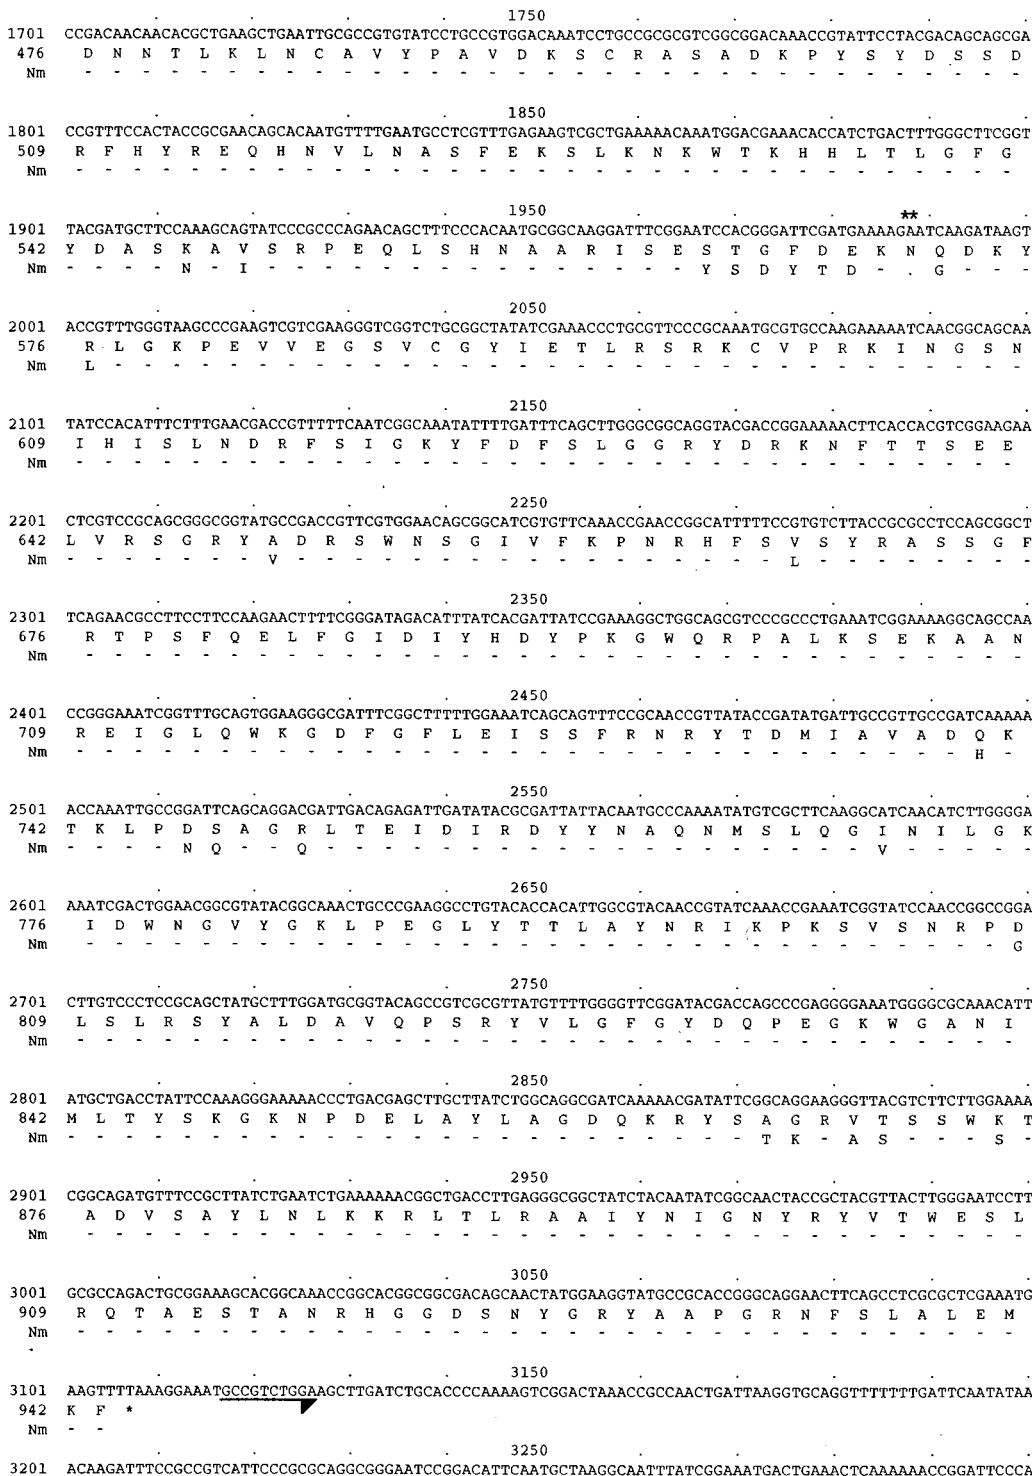 1750
1701 CCGACAACAACACGCTGAAGCTGAATTGCGCCGTGTATCCTGCCGTGGACAAATCCTGCCGCGCGTCGGCGGACAAACCGTATTCCTACGACAGCAGCGA
476 D N N T L K L N C A V Y P A V D K S C R A S A D K P Y S Y D S S D
Nm - - - - - - - - - - - - - - - - - - - - - - - - - - - - - - - - -
1850
1801 CCGTTTCCACTACCGCGAACAGCACAATGTTTTGAATGCCTCGTTTGAGAAGTCGCTGAAAAACAAATGGACGAAACACCATCTGACTTTGGGCTTCGGT
509 R F H Y R E Q H N V L N A S F E K S L K N K W T K H H L T L G F G
Nm - - - - - - - - - - - - - - - - - - - - - - - - - - - - - - - - -
1950 **
1901 TACGATGCTTCCAAAGCAGTATCCCGCCCAGAACAGCTTTCCCACAATGCGGCAAGGATTTCGGAATCCACGGGATTCGATGAAAAGAATCAAGATAAGT
542 Y D A S K A V S R P E Q L S H N A A R I S E S T G F D E K N Q D K Y
Nm - - - - N - I - - - - - - - - - - - - - - - Y S D Y T D - . G - - -
2050
2001 ACCGTTTGGGTAAGCCCGAAGTCGTCGAAGGGTCGGTCTGCGGCTATATCGAAACCCTGCGTTCCCGCAAATGCGTGCCAAGAAAAATCAACGGCAGCAA
576 R L G K P E V V E G S V C G Y I E T L R S R K C V P R K I N G S N
Nm L - - - - - - - - - - - - - - - - - - - - - - - - - - - - - - - -
2150
2101 TATCCACATTTCTTTGAACGACCGTTTTTCAATCGGCAAATATTTTGATTTCAGCTTGGGCGGCAGGTACGACCGGAAAAACTTCACCACGTCGGAAGAA
609 I H I S L N D R F S I G K Y F D F S L G G R Y D R K N F T T S E E
Nm - - - - - - - - - - - - - - - - - - - - - - - - - - - - - - - - -
2250
2201 CTCGTCCGCAGCGGGCGGTATGCCGACCGTTCGTGGAACAGCGGCATCGTGTTCAAACCGAACCGGCATTTTTCCGTGTCTTACCGCGCCTCCAGCGGCT
642 L V R S G R Y A D R S W N S G I V F K P N R H F S V S Y R A S S G F
Nm - - - - - - - V - - - - - - - - - - - - - - - - - L - - - - - - - -
2350
2301 TCAGAACGCCTTCCTTCCAAGAACTTTTCGGGATAGACATTTATCACGATTATCCGAAAGGCTGGCAGCGTCCCGCCCTGAAATCGGAAAAGGCAGCCAA
676 R T P S F Q E L F G I D I Y H D Y P K G W Q R P A L K S E K A A N
Nm - - - - - - - - - - - - - - - - - - - - - - - - - - - - - - - - -
2450
2401 CCGGGAAATCGGTTTGCAGTGGAAGGGCGATTTCGGCTTTTTGGAAATCAGCAGTTTCCGCAACCGTTATACCGATATGATTGCCGTTGCCGATCAAAAA
709 R E I G L Q W K G D F G F L E I S S F R N R Y T D M I A V A D Q K
Nm - - - - - - - - - - - - - - - - - - - - - - - - - - - - - - - H -
2550
2501 ACCAAATTGCCGGATTCAGCAGGACGATTGACAGAGATTGATATACGCGATTATTACAATGCCCAAAATATGTCGCTTCAAGGCATCAACATCTTGGGGA
742 T K L P D S A G R L T E I D I R D Y Y N A Q N M S L Q G I N I L G K
Nm - - - - N Q - - Q - - - - - - - - - - - - - - - - - - - V - - - - -
2650
2601 AAATCGACTGGAACGGCGTATACGGCAAACTGCCCGAAGGCCTGTACACCACATTGGCGTACAACCGTATCAAACCGAAATCGGTATCCAACCGGCCGGA
776 I D W N G V Y G K L P E G L Y T T L A Y N R I K P K S V S N R P D
Nm - - - - - - - - - - - - - - - - - - - - - - - - - - - - - - - - G
2750
2701 CTTGTCCCTCCGCAGCTATGCTTTGGATGCGGTACAGCCGTCGCGTTATGTTTTGGGGTTCGGATACGACCAGCCCGAGGGGAAATGGGGCGCAAACATT
809 L S L R S Y A L D A V Q P S R Y V L G F G Y D Q P E G K W G A N I
Nm - - - - - - - - - - - - - - - - - - - - - - - - - - - - - - - - -
2850
2801 ATGCTGACCTATTCCAAAGGGAAAAACCCTGACGAGCTTGCTTATCTGGCAGGCGATCAAAAACGATATTCGGCAGGAAGGGTTACGTCTTCTTGGAAAA
842 M L T Y S K G K N P D E L A Y L A G D Q K R Y S A G R V T S S W K T
Nm - - - - - - - - - - - - - - - - - - - - - - - - T K - A S - - - S -
2950
2901 CGGCAGATGTTTCCGCTTATCTGAATCTGAAAAAACGGCTGACCTTGAGGGCGGCTATCTACAATATCGGCAACTACCGCTACGTTACTTGGGAATCCTT
876 A D V S A Y L N L K K R L T L R A A I Y N I G N Y R Y V T W E S L
Nm - - - - - - - - - - - - - - - - - - - - - - - - - - - - - - - - -
3050
3001 GCGCCAGACTGCGGAAAGCACGGCAAACCGGCACGGCGGCGACAGCAACTATGGAAGGTATGCCGCACCGGGCAGGAACTTCAGCCTCGCGCTCGAAATG
909 R Q T A E S T A N R H G G D S N Y G R Y A A P G R N F S L A L E M
Nm - - - - - - - - - - - - - - - - - - - - - - - - - - - - - - - - -
3150
3101 AAGTTTTAAAGGAAATGCCGTCTGGAAGCTTGATCTGCACCCCAAAAGTCGGACTAAACCGCCAACTGATTAAGGTGCAGGTTTTTTTGATTCAATATAA
942 K F *
Nm - -
3250
3201 ACAAGATTTCCGCCGTCATTCCCGCGCAGGCGGGAATCCGGACATTCAATGCTAAGGCAATTTATCGGAAATGACTGAAACTCAAAAAACCGGATTCCCA